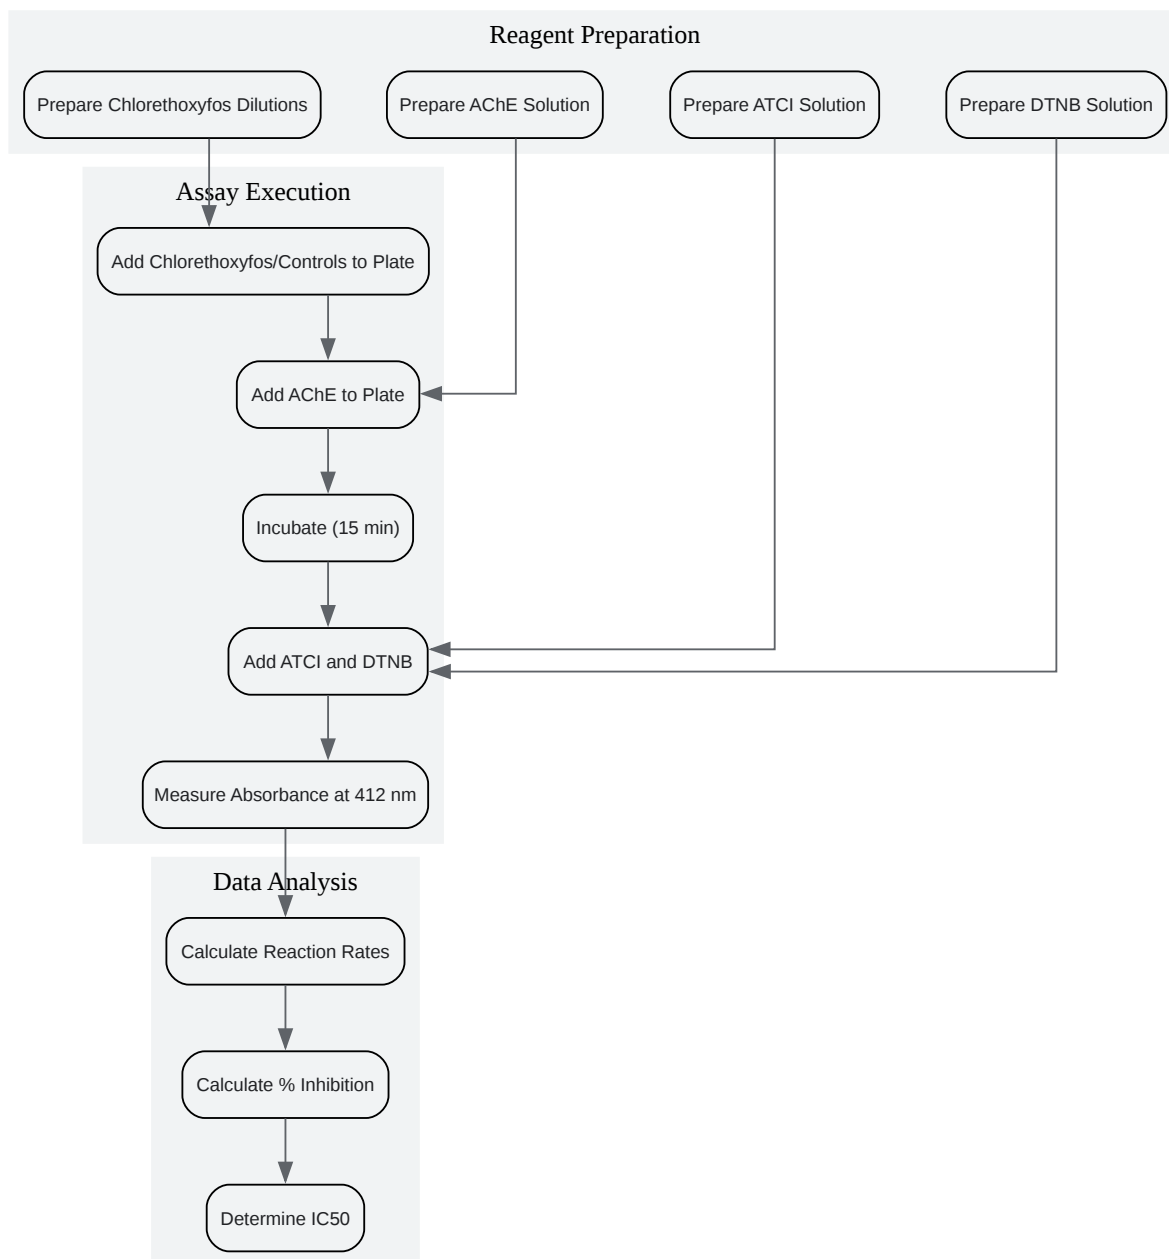 Reagent Preparation
Prepare Chlorethoxyfos Dilutions
Prepare AChE Solution
Prepare ATCI Solution
Prepare DTNB Solution
Assay Execution
Add Chlorethoxyfos/Controls to Plate
Add AChE to Plate
Incubate (15 min)
Add ATCI and DTNB
Measure Absorbance at 412 nm
Data Analysis
Calculate Reaction Rates
Calculate % Inhibition
Determine IC50